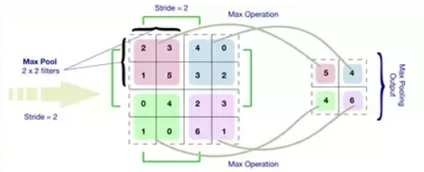 Stride = 2
Max Operation
Max Pool
2 x 2 filters
2 3 4 0
1 5 3 2
0 4 2 3
1 0 6 1
5 4
4 6
Max Pooling
Output
Stride = 2
Max Operation